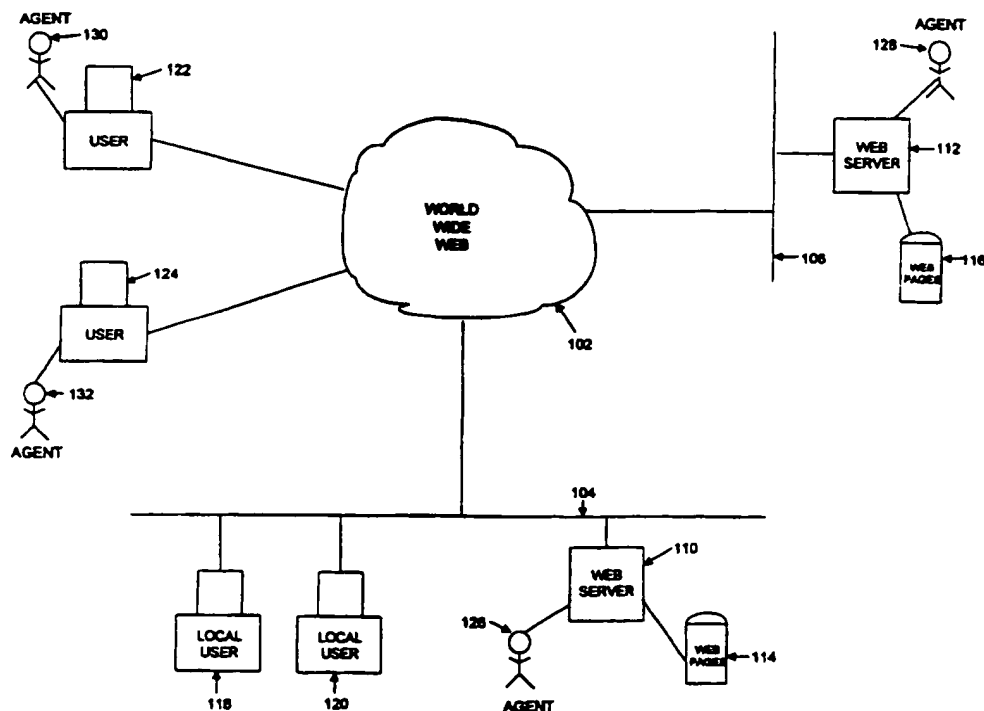 AGENT
130
122
USER
AGENT
128
WEB
SERVER
112
WORLD
WIDE
WEB
106
WEB
PAGES
116
124
USER
102
132
AGENT
104
110
WEB
SERVER
126
LOCAL
USER
LOCAL
USER
WEB
PAGES
114
118
120
AGENT